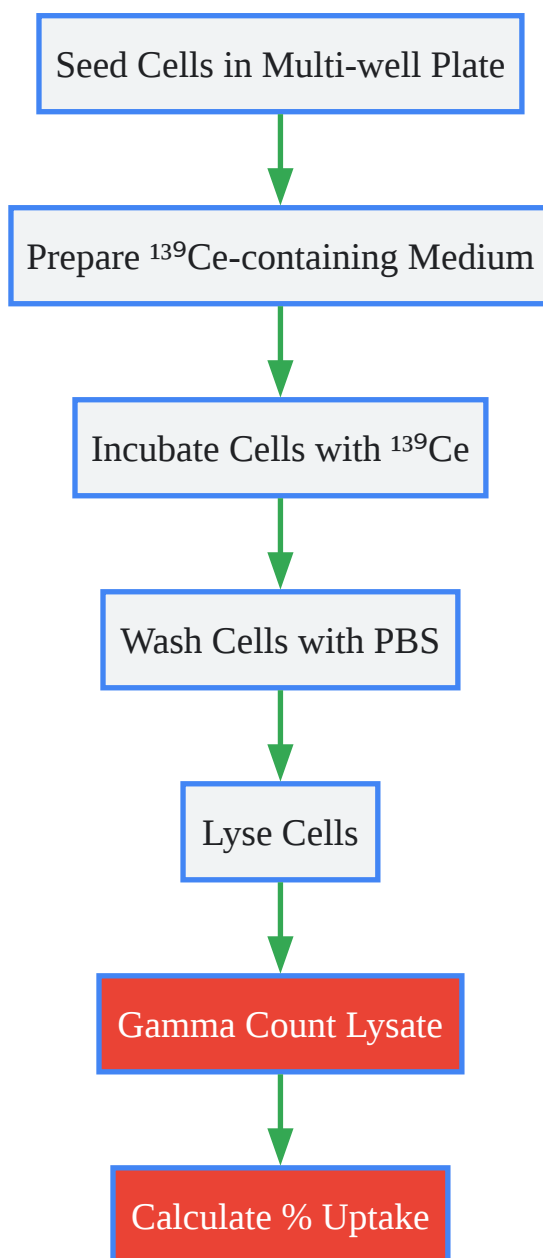 Seed Cells in Multi-well Plate
Prepare ¹³⁹Ce-containing Medium
Incubate Cells with ¹³⁹Ce
Wash Cells with PBS
Lyse Cells
Gamma Count Lysate
Calculate % Uptake